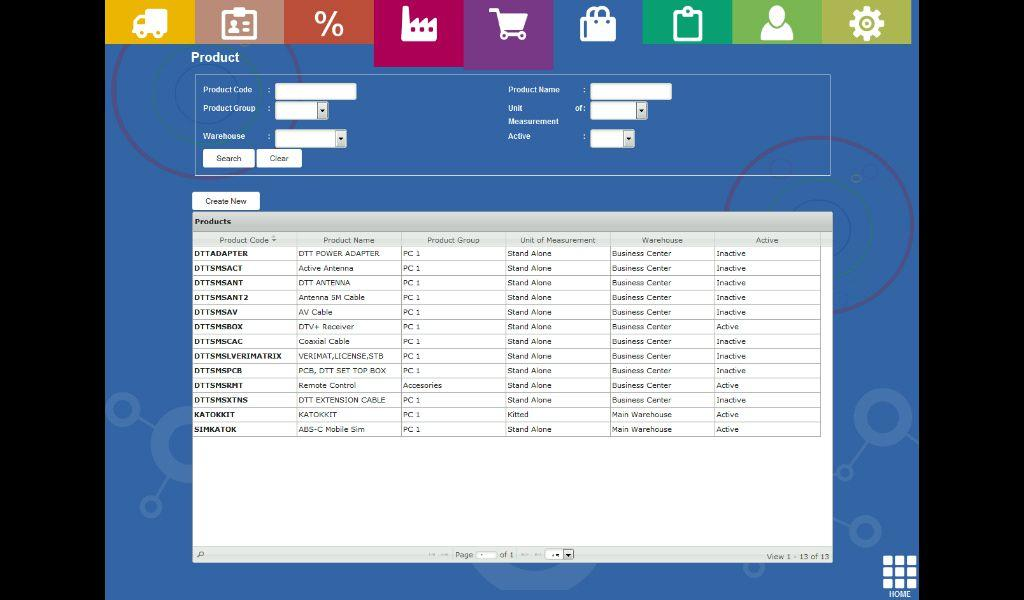 %
Product
Product Code :
Product Name :
Product Group :
Unit of :
Measurement
Warehouse :
Active :
Search Clear
Create New
Products
Product Code Product Name Product Group Unit of Measurement Warehouse Active
DTTADAPTER DTT POWER ADAPTER PC 1 Stand Alone Business Center Inactive
DTTSMSACT Active Antenna PC 1 Stand Alone Business Center Inactive
DTTSMSANT DTT ANTENNA PC 1 Stand Alone Business Center Inactive
DTTSMSANT2 Antenna 5M Cable PC 1 Stand Alone Business Center Inactive
DTTSMSAV AV Cable PC 1 Stand Alone Business Center Inactive
DTTSMSBOX DTV+ Receiver PC 1 Stand Alone Business Center Active
DTTSMSCAC Coaxial Cable PC 1 Stand Alone Business Center Inactive
DTTSMSLVERIMATRIX VERIMAT,LICENSE,STB PC 1 Stand Alone Business Center Inactive
DTTSMSPCB PCB, DTT SET TOP BOX PC 1 Stand Alone Business Center Inactive
DTTSMSRMT Remote Control Accesories Stand Alone Business Center Active
DTTSMSXTNS DTT EXTENSION CABLE PC 1 Stand Alone Business Center Inactive
KATOKKIT KATOKKIT PC 1 Kitted Main Warehouse Active
SIMKATOK ABS-C Mobile Sim PC 1 Stand Alone Main Warehouse Active
Page of 1
View 1 - 13 of 13
HOME